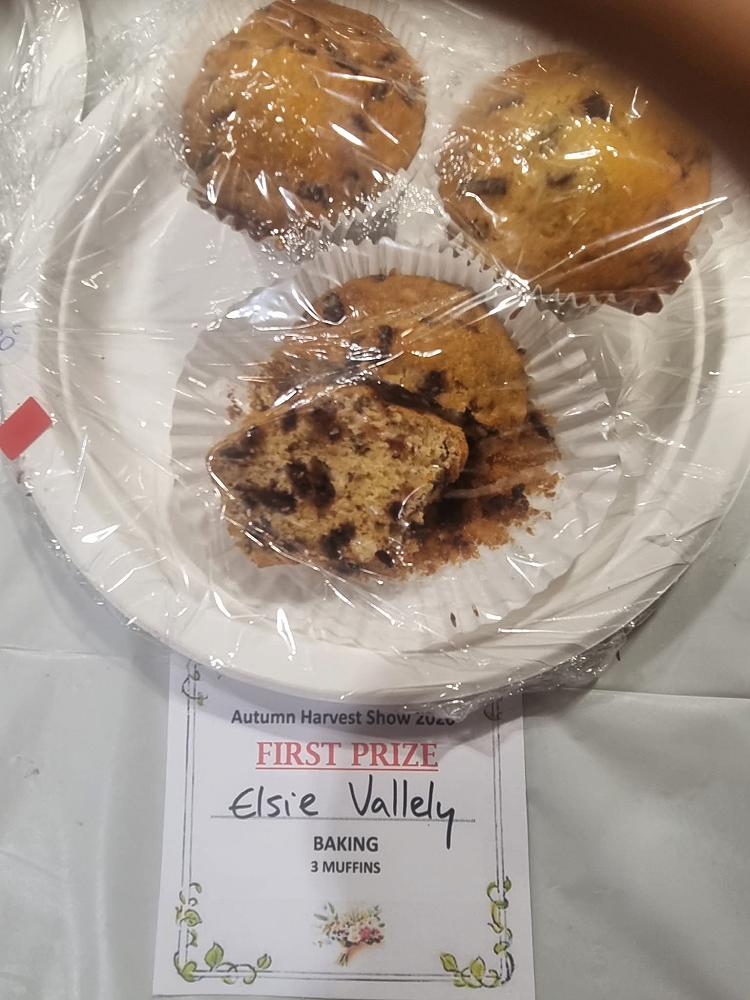 Autumn Harvest Show
FIRST PRIZE
Elsie Vallely
BAKING
3 MUFFINS